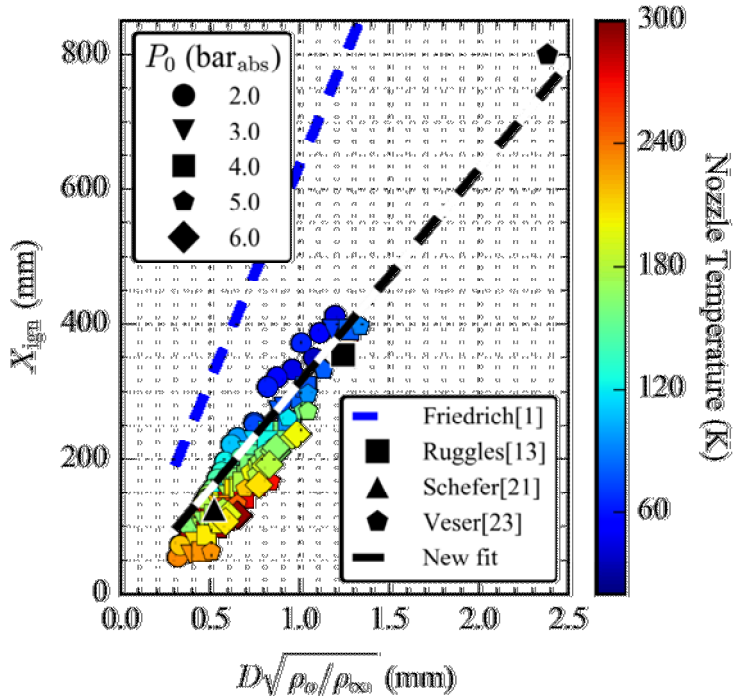 P₀ (bar_abs)
2.0
3.0
4.0
5.0
6.0
Friedrich[1]
Ruggles[13]
Schefer[21]
Veser[23]
New fit
X_ign (mm)
800
600
400
200
0
0.0 0.5 1.0 1.5 2.0 2.5
D√ρ₀/ρ∞ (mm)
300
240
180
120
60
Nozzle Temperature (K)